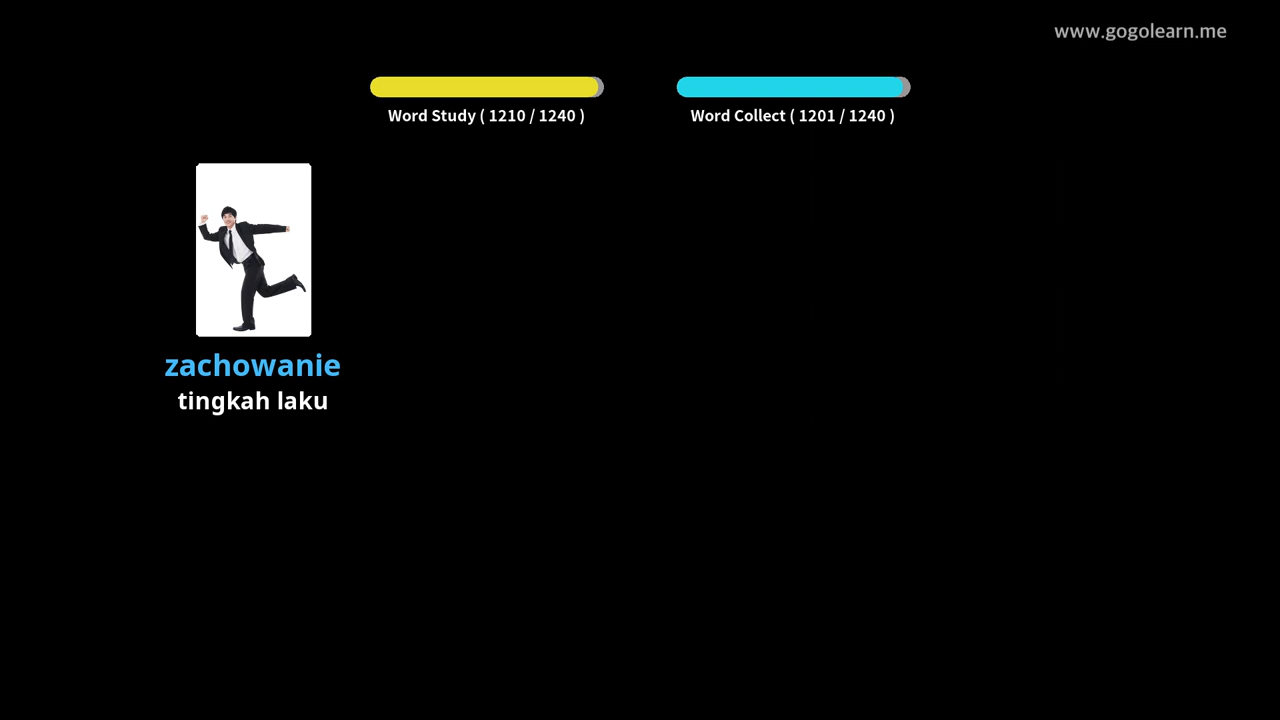 www.gogolearn.me
Word Study ( 1210 / 1240 )
Word Collect ( 1201 / 1240 )
zachowanie
tingkah laku